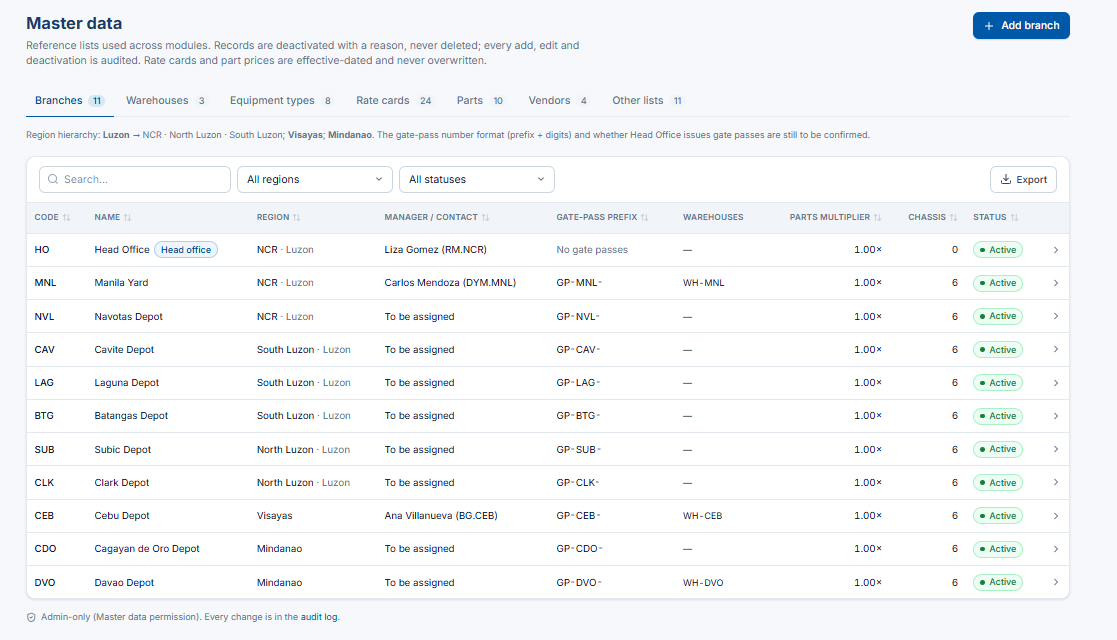 Master data
+ Add branch
Reference lists used across modules. Records are deactivated with a reason, never deleted; every add, edit and
deactivation is audited. Rate cards and part prices are effective-dated and never overwritten.
Branches 11 Warehouses 3 Equipment types 8 Rate cards 24 Parts 10 Vendors 4 Other lists 11
Region hierarchy: Luzon → NCR · North Luzon · South Luzon; Visayas; Mindanao. The gate-pass number format (prefix + digits) and whether Head Office issues gate passes are still to be confirmed.
Search... All regions All statuses Export
CODE NAME REGION MANAGER / CONTACT GATE-PASS PREFIX WAREHOUSES PARTS MULTIPLIER CHASSIS STATUS
HO Head Office Head office NCR · Luzon Liza Gomez (RM.NCR) No gate passes — 1.00× 0 Active
MNL Manila Yard NCR · Luzon Carlos Mendoza (DYM.MNL) GP-MNL- WH-MNL 1.00× 6 Active
NVL Navotas Depot NCR · Luzon To be assigned GP-NVL- — 1.00× 6 Active
CAV Cavite Depot South Luzon · Luzon To be assigned GP-CAV- — 1.00× 6 Active
LAG Laguna Depot South Luzon · Luzon To be assigned GP-LAG- — 1.00× 6 Active
BTG Batangas Depot South Luzon · Luzon To be assigned GP-BTG- — 1.00× 6 Active
SUB Subic Depot North Luzon · Luzon To be assigned GP-SUB- — 1.00× 6 Active
CLK Clark Depot North Luzon · Luzon To be assigned GP-CLK- — 1.00× 6 Active
CEB Cebu Depot Visayas Ana Villanueva (BG.CEB) GP-CEB- WH-CEB 1.00× 6 Active
CDO Cagayan de Oro Depot Mindanao To be assigned GP-CDO- — 1.00× 6 Active
DVO Davao Depot Mindanao To be assigned GP-DVO- WH-DVO 1.00× 6 Active
Admin-only (Master data permission). Every change is in the audit log.